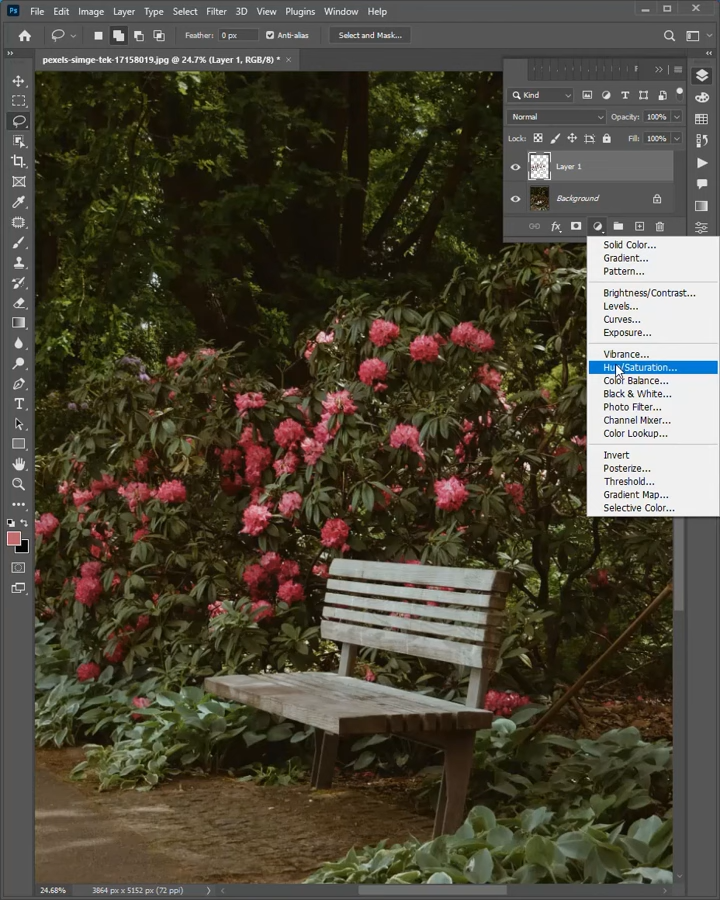 Ps File Edit Image Layer Type Select Filter 3D View Plugins Window Help
Feather: 0 px Anti-alias Select and Mask...
pexels-simge-tek-17158019.jpg @ 24.7% (Layer 1, RGB/8) * ×
Kind
Normal Opacity: 100%
Lock: Fill: 100%
Layer 1
Background
fx
Solid Color...
Gradient...
Pattern...
Brightness/Contrast...
Levels...
Curves...
Exposure...
Vibrance...
Hue/Saturation...
Color Balance...
Black & White...
Photo Filter...
Channel Mixer...
Color Lookup...
Invert
Posterize...
Threshold...
Gradient Map...
Selective Color...
24.68% 3864 px x 5152 px (72 ppi)